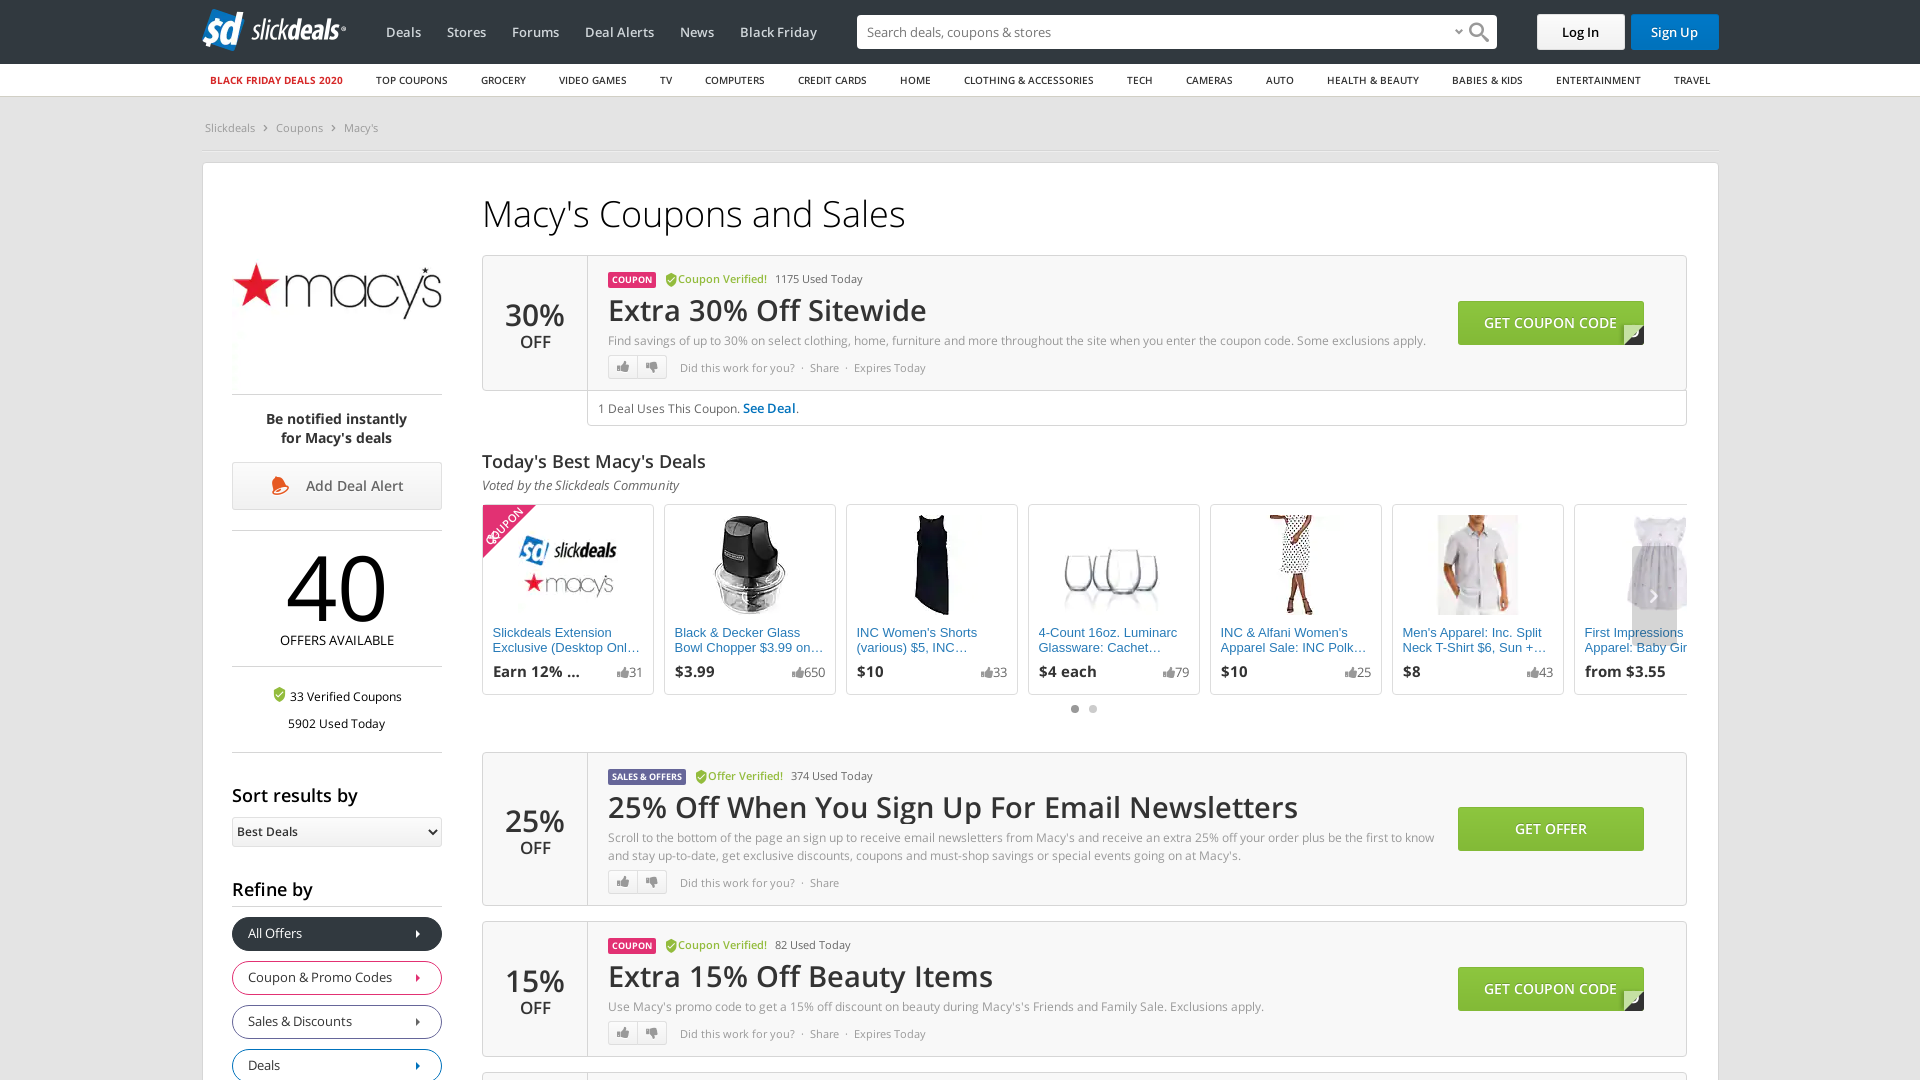 sd slickdeals
Deals Stores Forums Deal Alerts News Black Friday
Search deals, coupons & stores
Log In Sign Up
BLACK FRIDAY DEALS 2020 TOP COUPONS GROCERY VIDEO GAMES TV COMPUTERS CREDIT CARDS HOME CLOTHING & ACCESSORIES TECH CAMERAS AUTO HEALTH & BEAUTY BABIES & KIDS ENTERTAINMENT TRAVEL
Slickdeals > Coupons > Macy's
macy's
Be notified instantly
for Macy's deals
Add Deal Alert
40
OFFERS AVAILABLE
33 Verified Coupons
5902 Used Today
Sort results by
Best Deals
Refine by
All Offers
Coupon & Promo Codes
Sales & Discounts
Deals
Macy's Coupons and Sales
30%
OFF
COUPON Coupon Verified! 1175 Used Today
Extra 30% Off Sitewide
Find savings of up to 30% on select clothing, home, furniture and more throughout the site when you enter the coupon code. Some exclusions apply.
Did this work for you? · Share · Expires Today
GET COUPON CODE
1 Deal Uses This Coupon. See Deal.
Today's Best Macy's Deals
Voted by the Slickdeals Community
COUPON
sd slickdeals
macy's
Slickdeals Extension
Exclusive (Desktop Onl...
Earn 12% ... 31
Black & Decker Glass
Bowl Chopper $3.99 on...
$3.99 650
INC Women's Shorts
(various) $5, INC...
$10 33
4-Count 16oz. Luminarc
Glassware: Cachet...
$4 each 79
INC & Alfani Women's
Apparel Sale: INC Polk...
$10 25
Men's Apparel: Inc. Split
Neck T-Shirt $6, Sun +...
$8 43
First Impressions
Apparel: Baby Gir
from $3.55
25%
OFF
SALES & OFFERS Offer Verified! 374 Used Today
25% Off When You Sign Up For Email Newsletters
Scroll to the bottom of the page an sign up to receive email newsletters from Macy's and receive an extra 25% off your order plus be the first to know
and stay up-to-date, get exclusive discounts, coupons and must-shop savings or special events going on at Macy's.
Did this work for you? · Share
GET OFFER
15%
OFF
COUPON Coupon Verified! 82 Used Today
Extra 15% Off Beauty Items
Use Macy's promo code to get a 15% off discount on beauty during Macy's's Friends and Family Sale. Exclusions apply.
Did this work for you? · Share · Expires Today
GET COUPON CODE